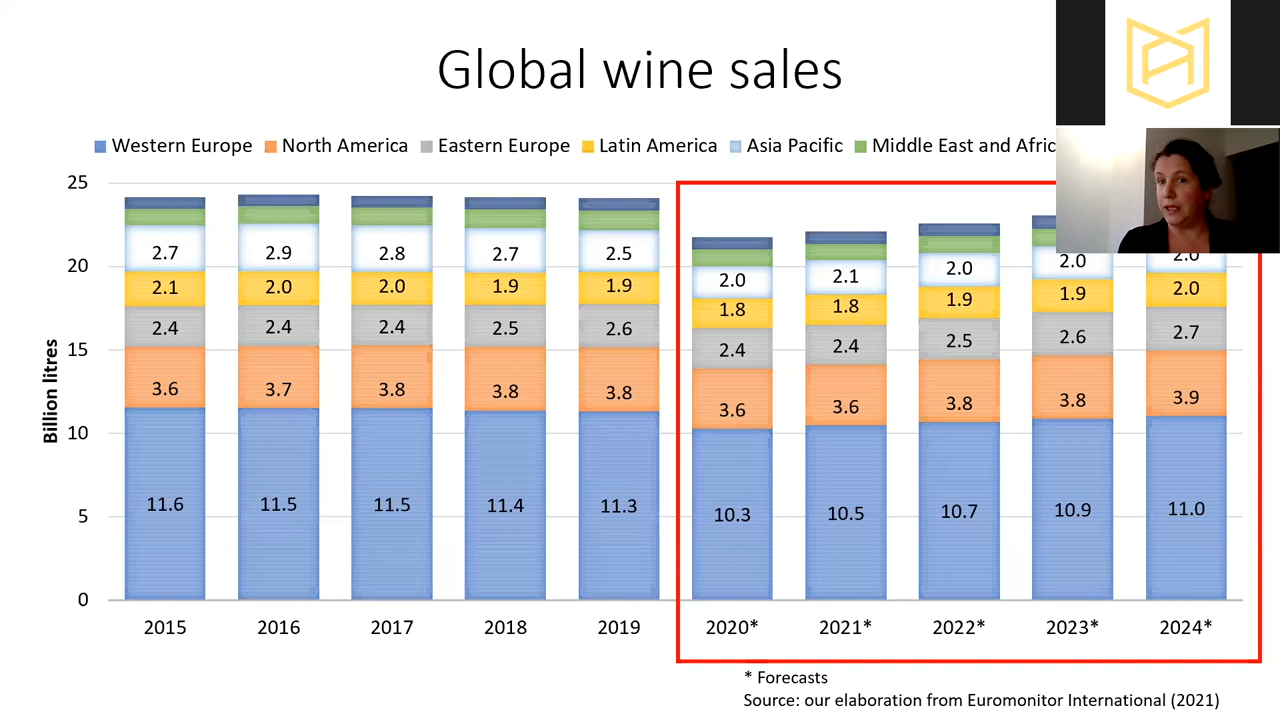 Global wine sales
Western Europe North America Eastern Europe Latin America Asia Pacific Middle East and
25
20
15
10
5
0
Billion litres
2.7 2.9 2.8 2.7 2.5 2.0 2.1 2.0 2.0 2.0
2.1 2.0 2.0 1.9 1.9 1.8 1.8 1.9 1.9 2.0
2.4 2.4 2.4 2.5 2.6 2.4 2.4 2.5 2.6 2.7
3.6 3.7 3.8 3.8 3.8 3.6 3.6 3.8 3.8 3.9
11.6 11.5 11.5 11.4 11.3 10.3 10.5 10.7 10.9 11.0
2015 2016 2017 2018 2019 2020* 2021* 2022* 2023* 2024*
* Forecasts
Source: our elaboration from Euromonitor International (2021)